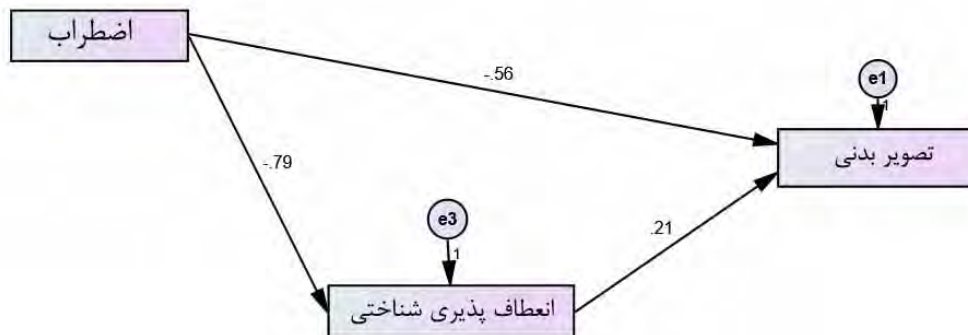 اضطراب
-.56
e1
1
تصویر بدنی
-.79
e3
1
.21
انعطاف پذیری شناختی